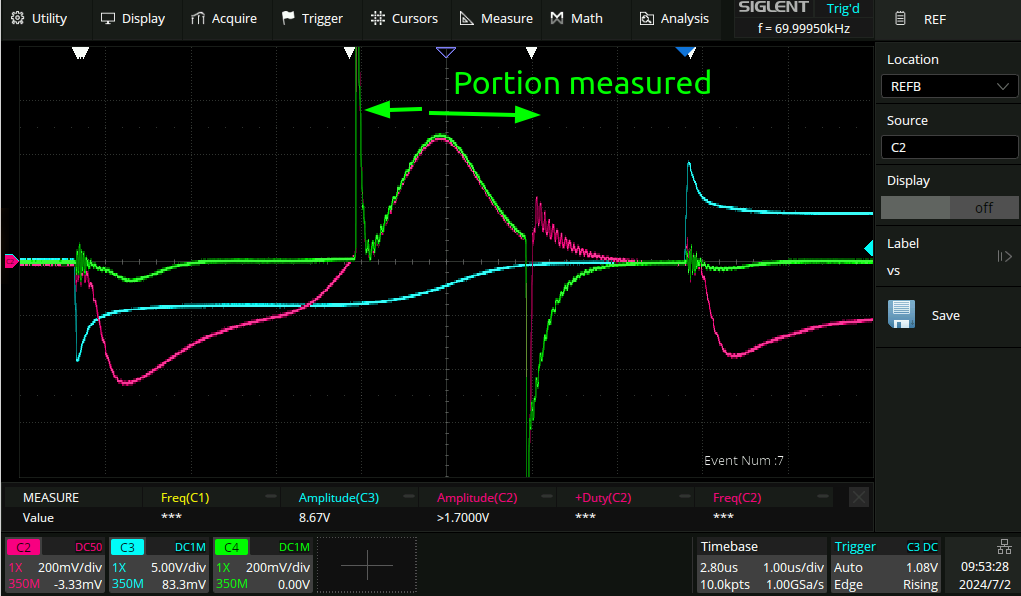 Utility Display Acquire Trigger Cursors Measure Math Analysis SIGLENT Trig'd REF
f = 69.99950kHz
Portion measured
Location
REFB
Source
C2
Display
off
Label
vs
Save
Event Num :7
MEASURE Freq(C1) Amplitude(C3) Amplitude(C2) +Duty(C2) Freq(C2)
Value *** 8.67V >1.7000V *** ***
C2 DC50 C3 DC1M C4 DC1M Timebase Trigger C3 DC
1X 200mV/div 1X 5.00V/div 1X 200mV/div 2.80us 1.00us/div Auto 1.08V 09:53:28
350M -3.33mV 350M 83.3mV 350M 0.00V 10.0kpts 1.00GSa/s Edge Rising 2024/7/2